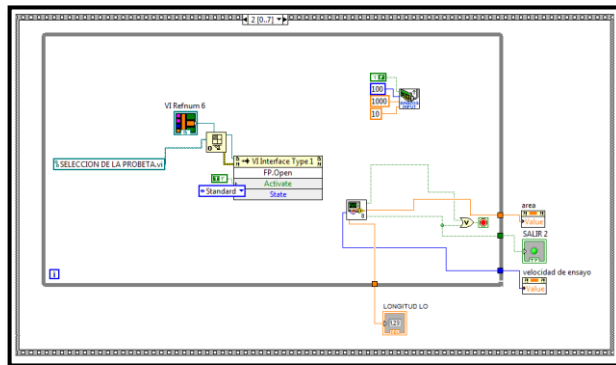 2 [0..7]
VI Refnum 6
100
1000
10
SELECCION DE LA PROBETA.vi
VI Interface Type.1
FP.Open
Activate
Standard
State
area
Value
SALIR 2
velocidad de ensayo
Value
i
LONGITUD LO
123